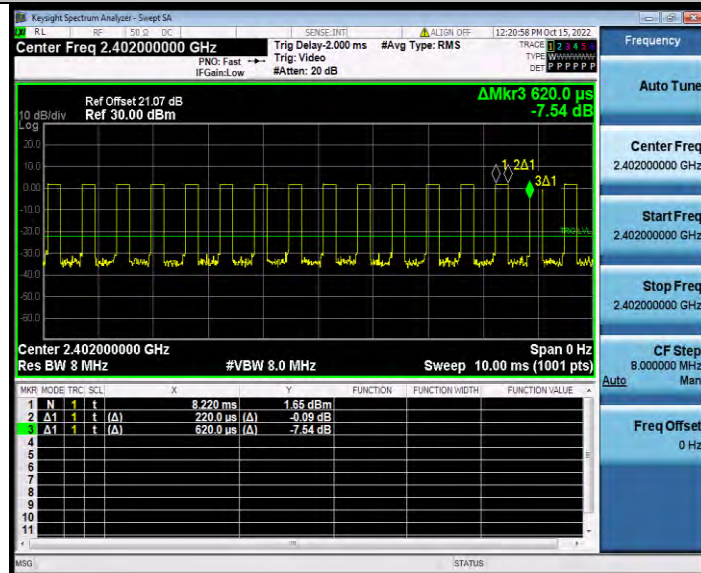 Keysight Spectrum Analyzer - Swept SA
RL RF 50 Ω DC SENSE:INT ALIGN OFF 12:20:58 PM Oct 15, 2022
Center Freq 2.402000000 GHz
Trig Delay-2.000 ms #Avg Type: RMS
TRACE 1 2 3 4 5 6
PNO: Fast Trig: Video
TYPE WWWWWW
IFGain:Low #Atten: 20 dB
DET P P P P P P
ΔMkr3 620.0 µs
-7.54 dB
Ref Offset 21.07 dB
10 dB/div Ref 30.00 dBm
Log
20.0
10.0
0.00
-10.0
-20.0
-30.0
-40.0
-50.0
-60.0
1 2Δ1
3Δ1
TRIG LVL
Center 2.402000000 GHz Span 0 Hz
Res BW 8 MHz #VBW 8.0 MHz Sweep 10.00 ms (1001 pts)
MKR MODE TRC SCL X Y FUNCTION FUNCTION WIDTH FUNCTION VALUE
1 N 1 t 8.220 ms 1.65 dBm
2 Δ1 1 t (Δ) 220.0 µs (Δ) -0.09 dB
3 Δ1 1 t (Δ) 620.0 µs (Δ) -7.54 dB
4
5
6
7
8
9
10
11
MSG STATUS
Frequency
Auto Tune
Center Freq
2.402000000 GHz
Start Freq
2.402000000 GHz
Stop Freq
2.402000000 GHz
CF Step
8.000000 MHz
Auto Man
Freq Offset
0 Hz